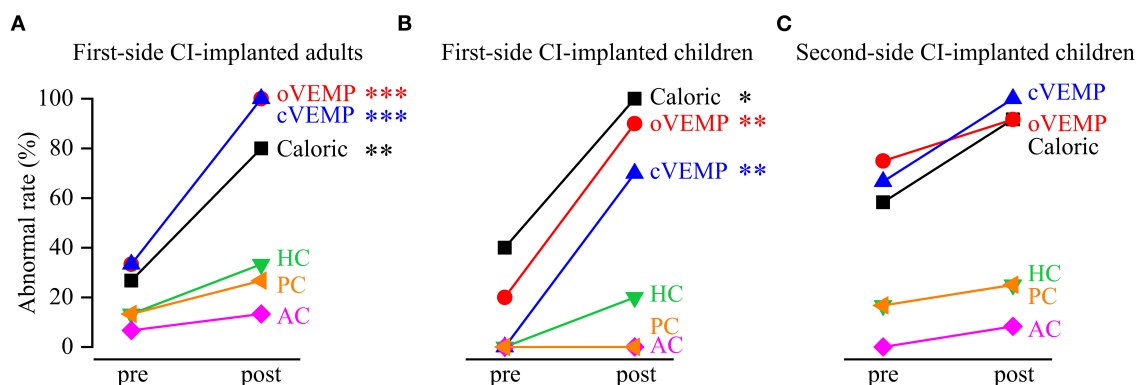 A
First-side CI-implanted adults
Abnormal rate (%)
100
80
60
40
20
0
oVEMP ***
cVEMP ***
Caloric **
HC
PC
AC
pre
post
B
First-side CI-implanted children
Caloric *
oVEMP **
cVEMP **
HC
PC
AC
pre
post
C
Second-side CI-implanted children
cVEMP
oVEMP
Caloric
HC
PC
AC
pre
post